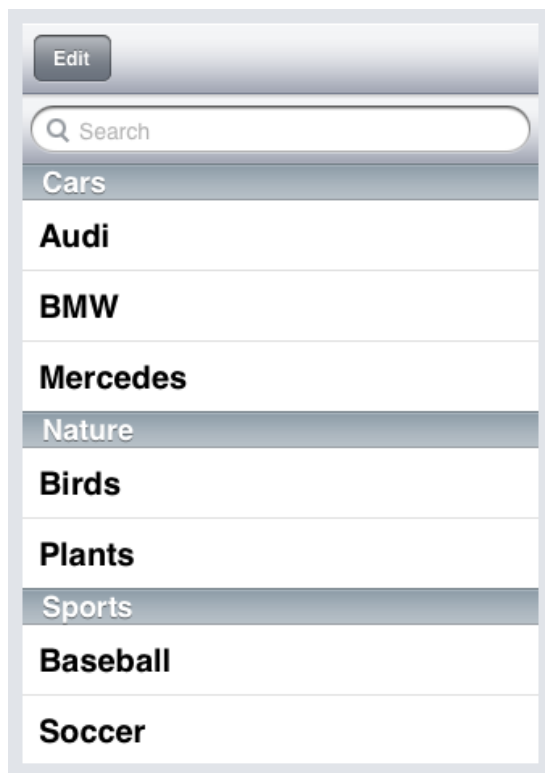 Edit
Search
Cars
Audi
BMW
Mercedes
Nature
Birds
Plants
Sports
Baseball
Soccer